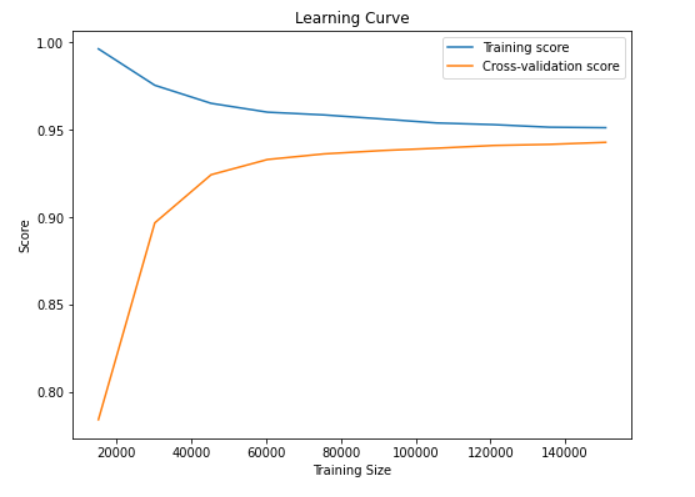 Learning Curve
Training score
Cross-validation score
1.00
0.95
0.90
0.85
0.80
Score
20000 40000 60000 80000 100000 120000 140000
Training Size